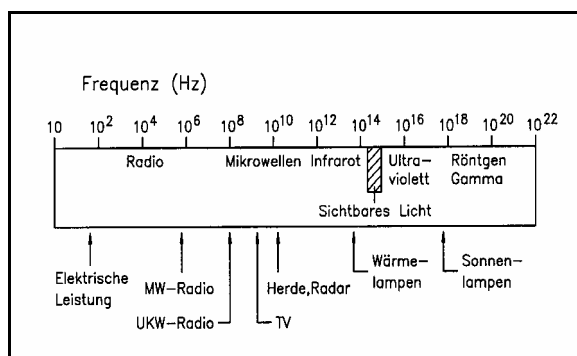 Frequenz (Hz)
10 10² 10⁴ 10⁶ 10⁸ 10¹⁰ 10¹² 10¹⁴ 10¹⁶ 10¹⁸ 10²⁰ 10²²
Radio Mikrowellen Infrarot Ultra- Röntgen
violett Gamma
Sichtbares Licht
Elektrische
Leistung
MW-Radio
UKW-Radio
TV
Herde,Radar
Wärme-
lampen
Sonnen-
lampen